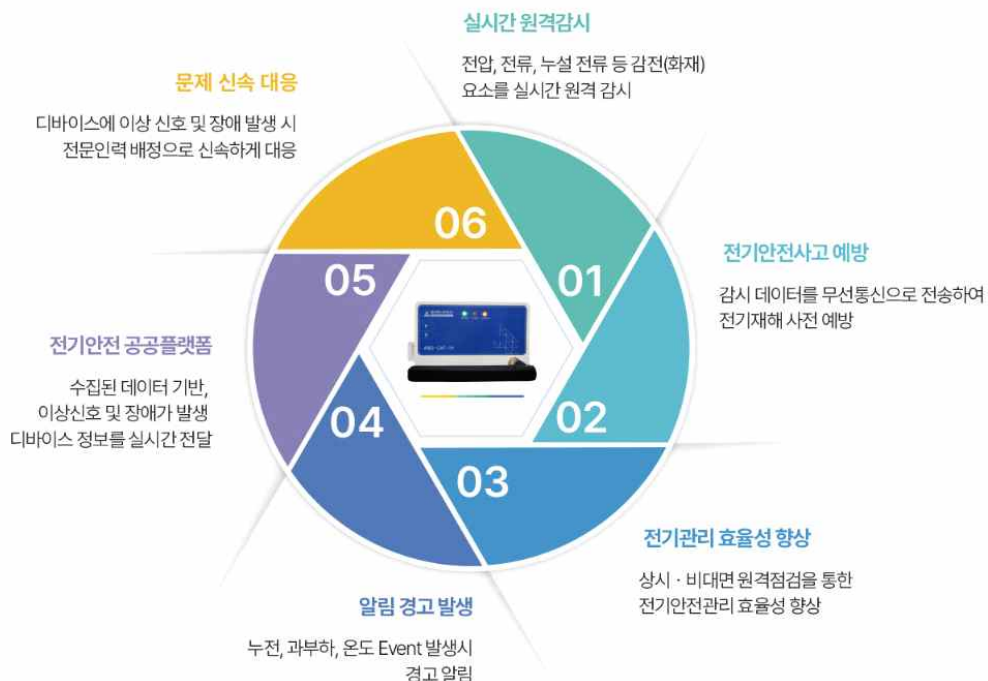 실시간 원격감시
전압, 전류, 누설 전류 등 감전(화재)
요소를 실시간 원격 감시
문제 신속 대응
디바이스에 이상 신호 및 장애 발생 시
전문인력 배정으로 신속하게 대응
06
05
01
전기안전사고 예방
감시 데이터를 무선통신으로 전송하여
전기재해 사전 예방
전기안전 공공플랫폼
수집된 데이터 기반,
이상신호 및 장애가 발생
디바이스 정보를 실시간 전달
04
02
03
전기관리 효율성 향상
상시 · 비대면 원격점검을 통한
전기안전관리 효율성 향상
알림 경고 발생
누전, 과부하, 온도 Event 발생시
경고 알림